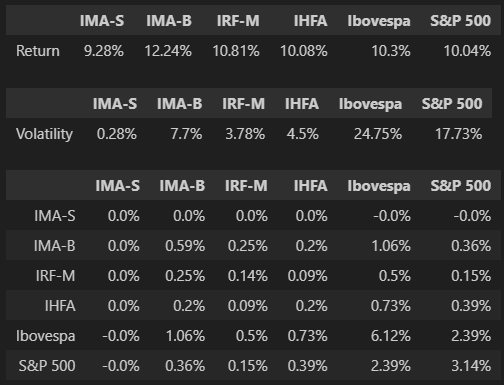 IMA-S IMA-B IRF-M IHFA Ibovespa S&P 500
Return 9.28% 12.24% 10.81% 10.08% 10.3% 10.04%
IMA-S IMA-B IRF-M IHFA Ibovespa S&P 500
Volatility 0.28% 7.7% 3.78% 4.5% 24.75% 17.73%
IMA-S IMA-B IRF-M IHFA Ibovespa S&P 500
IMA-S 0.0% 0.0% 0.0% 0.0% -0.0% -0.0%
IMA-B 0.0% 0.59% 0.25% 0.2% 1.06% 0.36%
IRF-M 0.0% 0.25% 0.14% 0.09% 0.5% 0.15%
IHFA 0.0% 0.2% 0.09% 0.2% 0.73% 0.39%
Ibovespa -0.0% 1.06% 0.5% 0.73% 6.12% 2.39%
S&P 500 -0.0% 0.36% 0.15% 0.39% 2.39% 3.14%